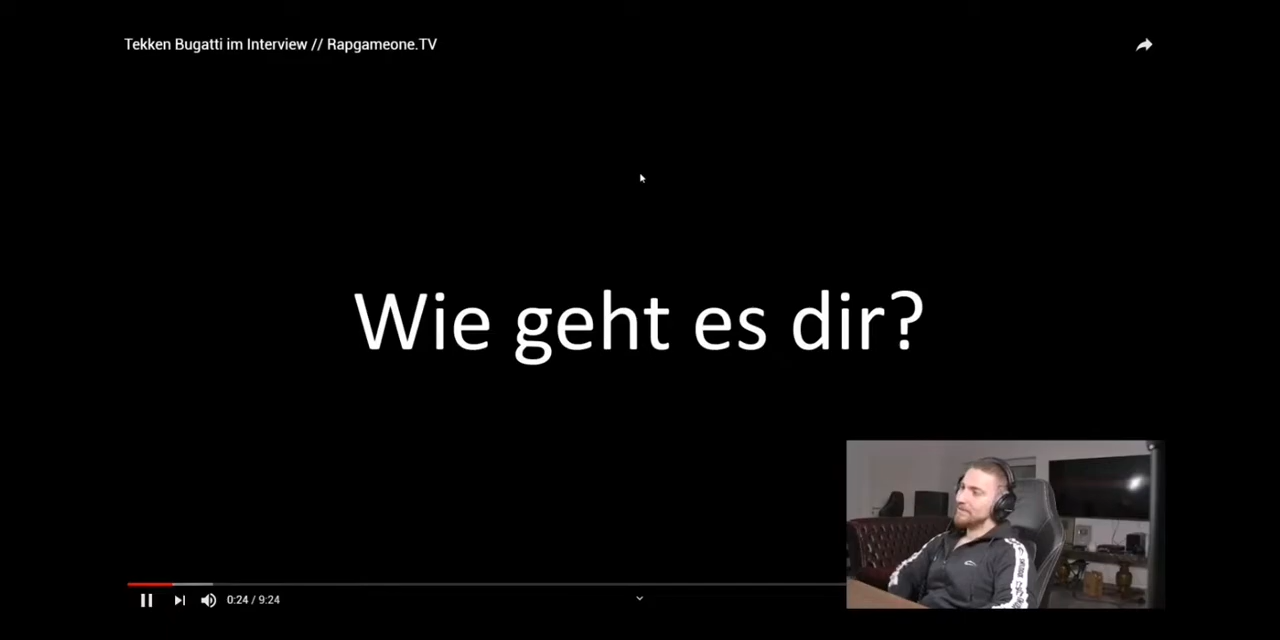 Tekken Bugatti im Interview // Rapgameone.TV
Wie geht es dir?
0:24 / 9:24